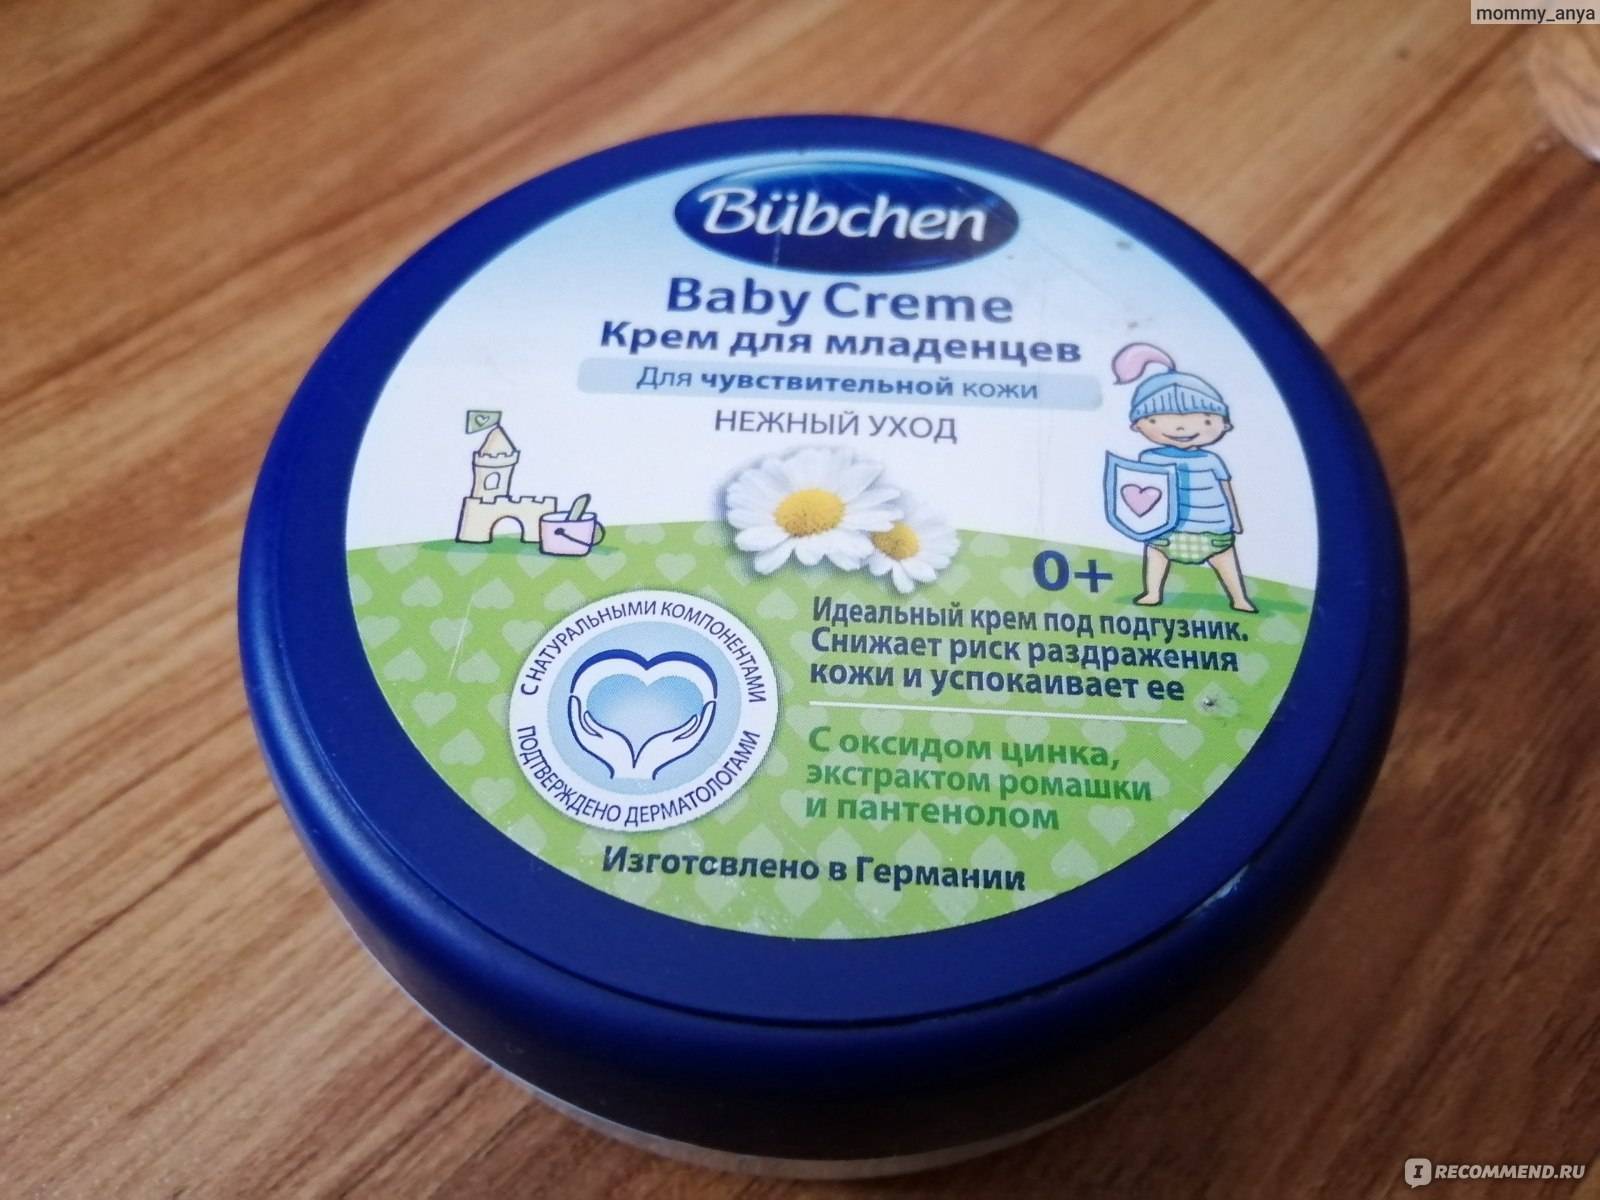 mommy_anya
Bübchen
Baby Creme
Крем для младенцев
Для чувствительной кожи
НЕЖНЫЙ УХОД
0+
Идеальный крем под подгузник.
Снижает риск раздражения
кожи и успокаивает ее
С НАТУРАЛЬНЫМИ КОМПОНЕНТАМИ
ПОДТВЕРЖДЕНО ДЕРМАТОЛОГАМИ
С оксидом цинка,
экстрактом ромашки
и пантенолом
Изготовлено в Германии
IRECOMMEND.RU